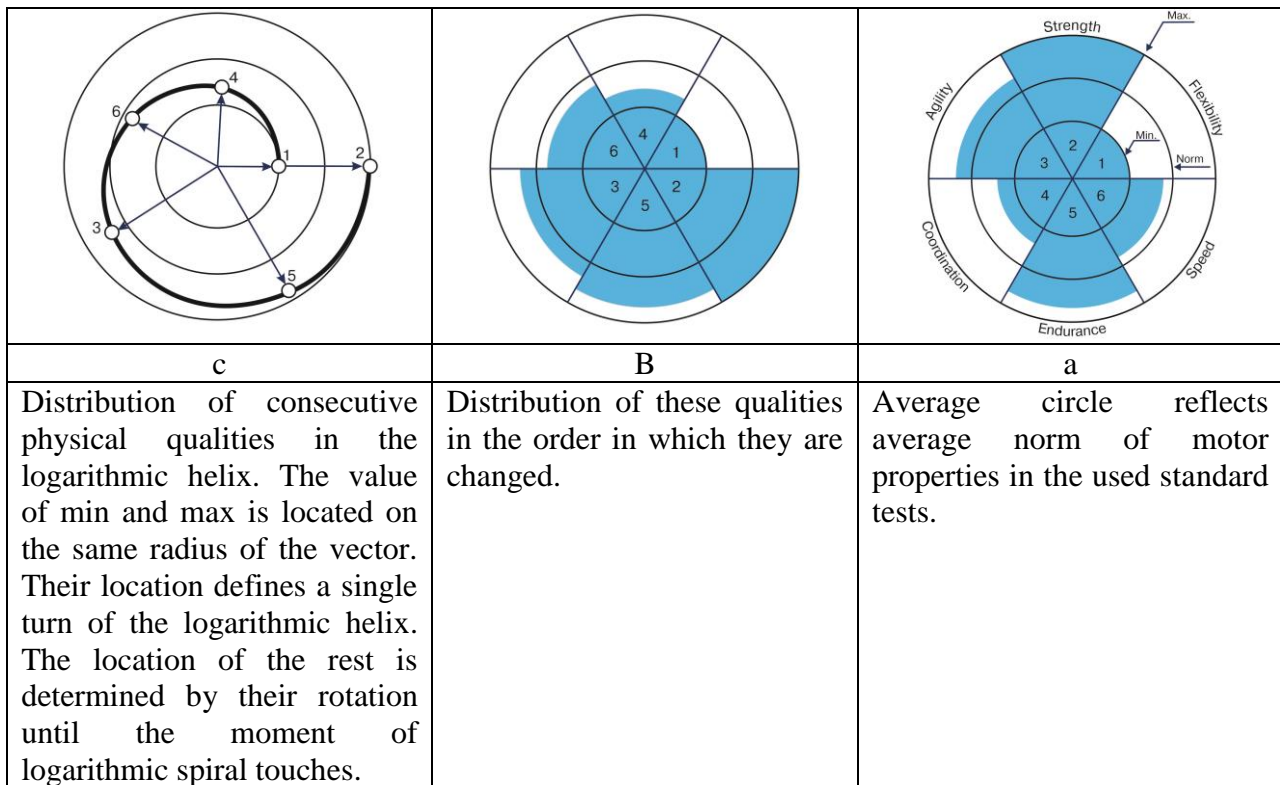 4
6
1
2
3
5
4
6
1
3
2
5
Max.
Strength
Agility
Flexibility
Min.
2
Norm
3
1
4
6
5
Coordination
Speed
Endurance
c
B
a
Distribution of consecutive
physical qualities in the
logarithmic helix. The value
of min and max is located on
the same radius of the vector.
Their location defines a single
turn of the logarithmic helix.
The location of the rest is
determined by their rotation
until the moment of
logarithmic spiral touches.
Distribution of these qualities
in the order in which they are
changed.
Average circle reflects
average norm of motor
properties in the used standard
tests.